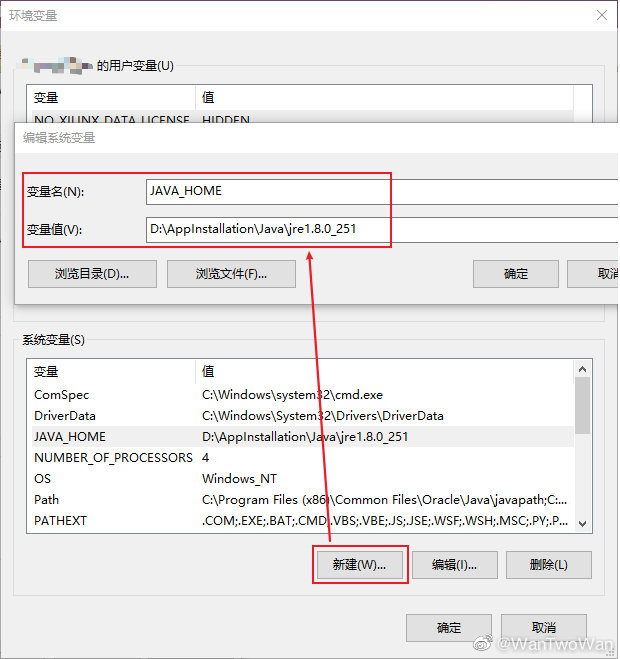 环境变量
的用户变量(U)
变量 值
NO_XILINX_DATA_LICENSE HIDDEN
编辑系统变量
变量名(N): JAVA_HOME
变量值(V): D:\AppInstallation\Java\jre1.8.0_251
浏览目录(D)... 浏览文件(F)... 确定 取消
系统变量(S)
变量 值
ComSpec C:\Windows\system32\cmd.exe
DriverData C:\Windows\System32\Drivers\DriverData
JAVA_HOME D:\AppInstallation\Java\jre1.8.0_251
NUMBER_OF_PROCESSORS 4
OS Windows_NT
Path C:\Program Files (x86)\Common Files\Oracle\Java\javapath;C:...
PATHEXT .COM;.EXE;.BAT;.CMD;.VBS;.VBE;.JS;.JSE;.WSF;.WSH;.MSC;.PY;.P...
新建(W)... 编辑(I)... 删除(L)
确定 取消
@WanTwoWan